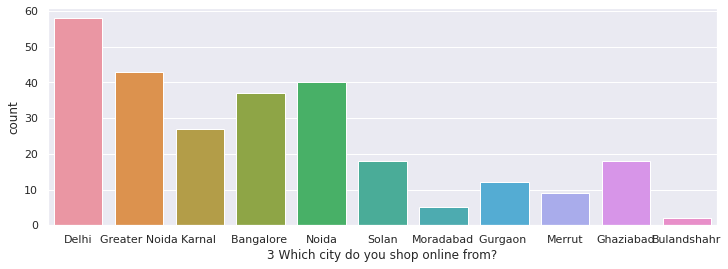 60
50
40
30
20
10
0
count
Delhi Greater Noida Karnal Bangalore Noida Solan Moradabad Gurgaon Merrut Ghaziabad Bulandshahr
3 Which city do you shop online from?